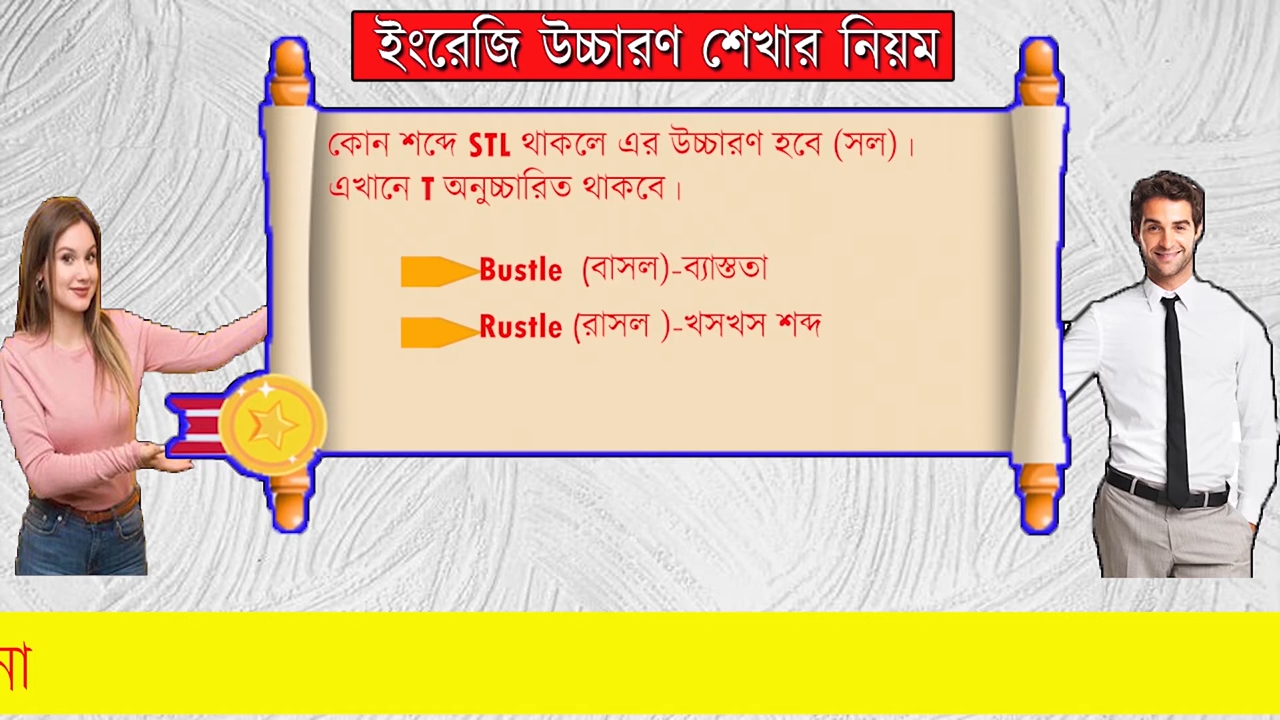 ইংরেজি উচ্চারণ শেখার নিয়ম
কোন শব্দে STL থাকলে এর উচ্চারণ হবে (সল)।
এখানে T অনুচ্চারিত থাকবে।
Bustle (বাসল)-ব্যাস্ততা
Rustle (রাসল )-খসখস শব্দ